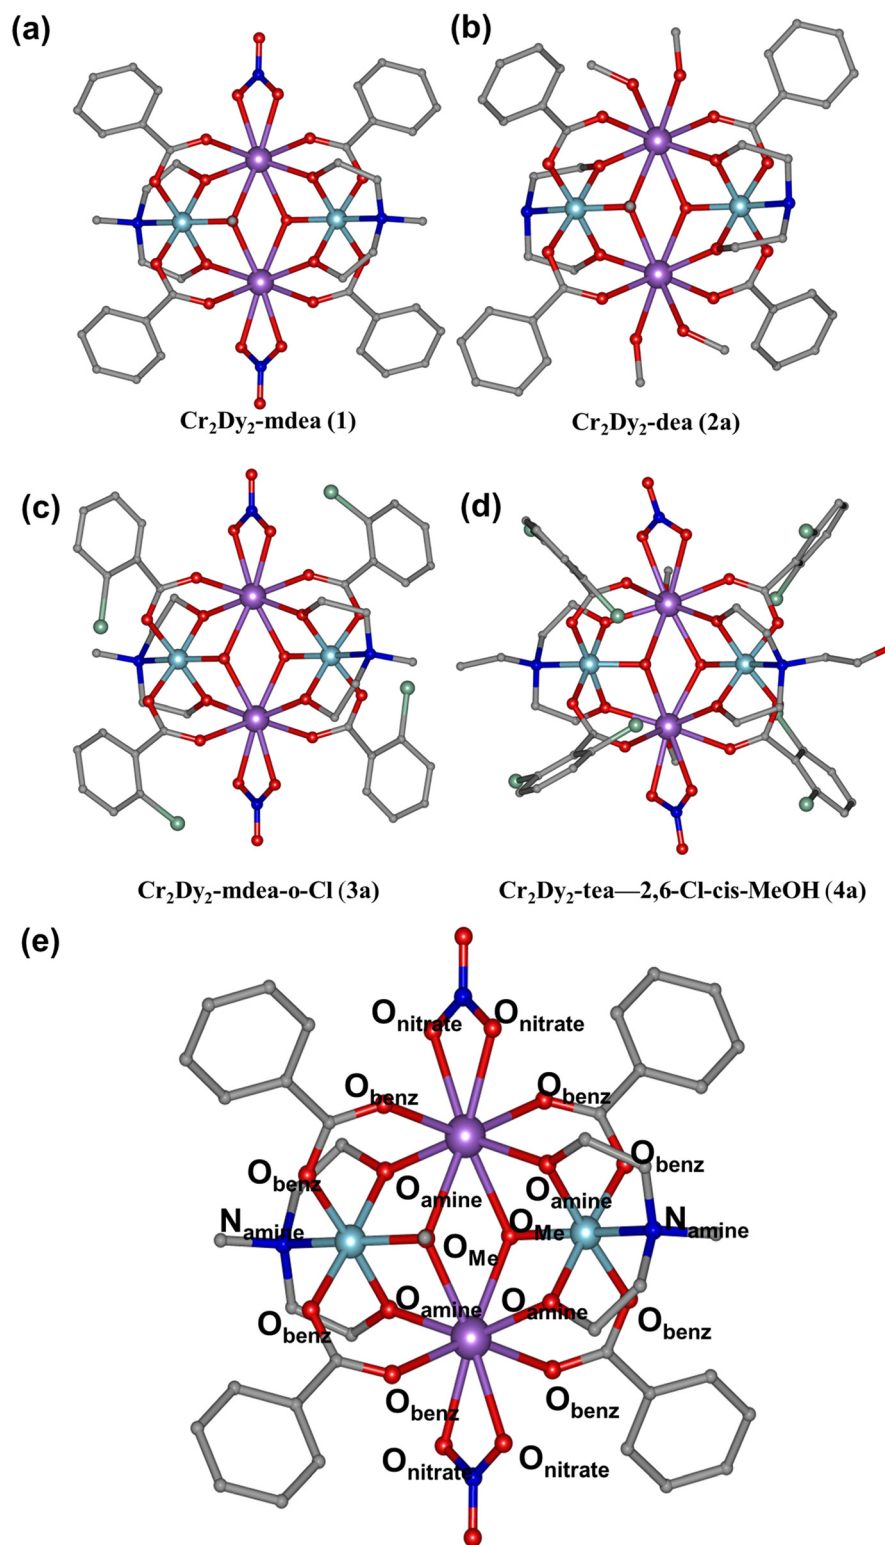 (a)
(b)
Cr₂Dy₂-mdea (1)
Cr₂Dy₂-dea (2a)
(c)
(d)
Cr₂Dy₂-mdea-o-Cl (3a)
Cr₂Dy₂-tea—2,6-Cl-cis-MeOH (4a)
(e)
Onitrate Onitrate
Obenz Obenz
Obenz Obenz
Oamine Oamine
Namine Namine
OMe OMe
Oamine Oamine
Obenz Obenz
Obenz Obenz
Onitrate Onitrate